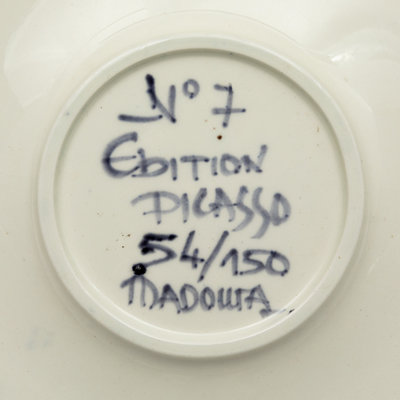 N° 7
EDITION
PICASSO
54/150
MADOURA